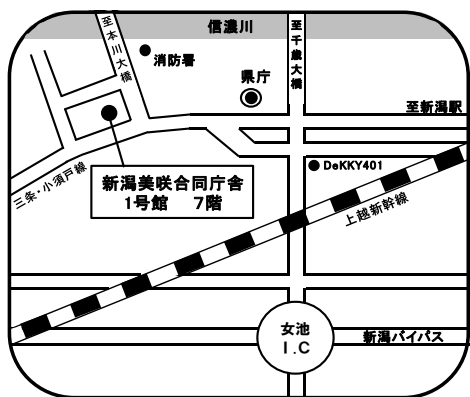 信濃川
至本川大橋
至千歳大橋
消防署
県庁
至新潟駅
新潟美咲合同庁舎
1号館 7階
三条・小須戸線
DeKKY401
上越新幹線
女池
I.C
新潟バイパス